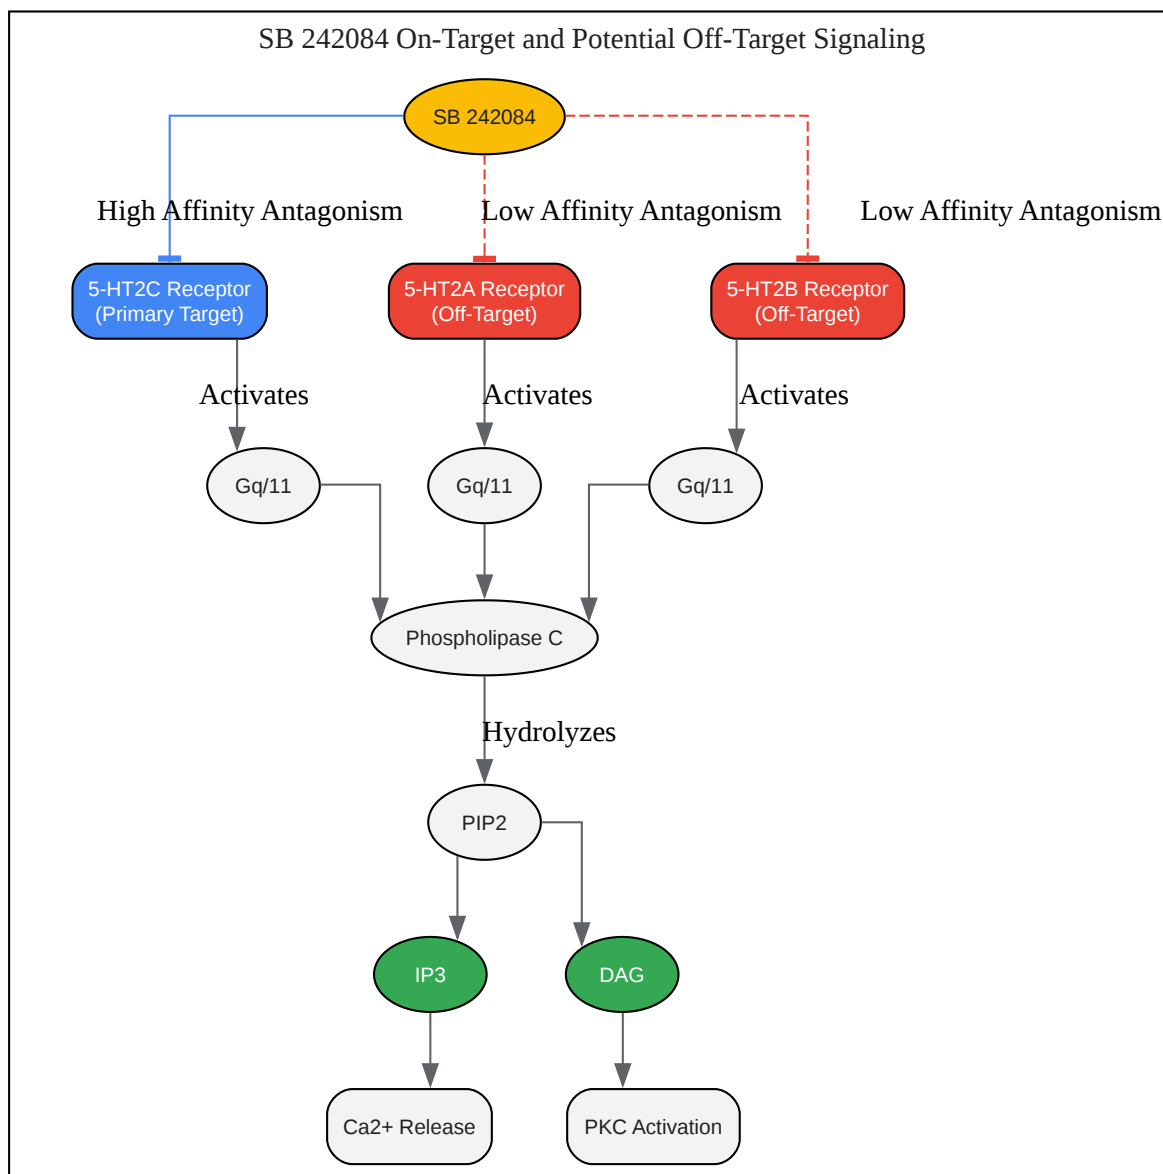 SB 242084 On-Target and Potential Off-Target Signaling
SB 242084
High Affinity Antagonism
Low Affinity Antagonism
Low Affinity Antagonism
5-HT2C Receptor
(Primary Target)
5-HT2A Receptor
(Off-Target)
5-HT2B Receptor
(Off-Target)
Activates
Activates
Activates
Gq/11
Gq/11
Gq/11
Phospholipase C
Hydrolyzes
PIP2
IP3
DAG
Ca2+ Release
PKC Activation